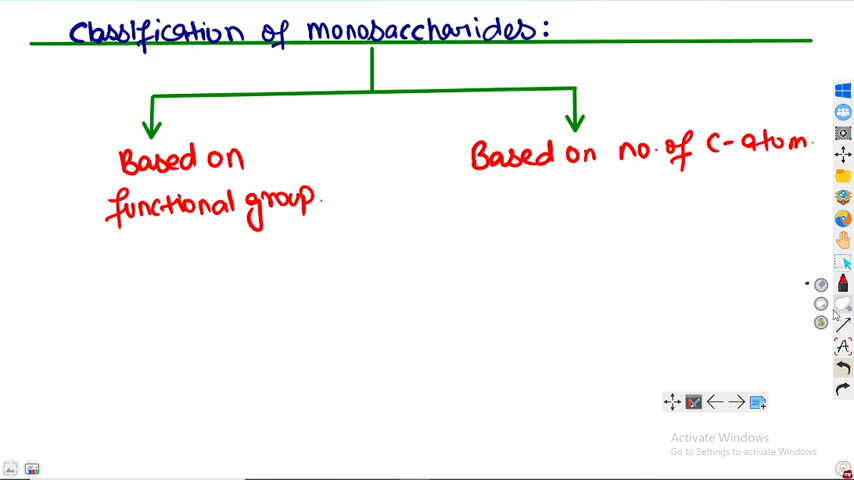 Classification of monosaccharides:
Based on
functional group.
Based on no. of C-atom.
Activate Windows
Go to Settings to activate Windows.